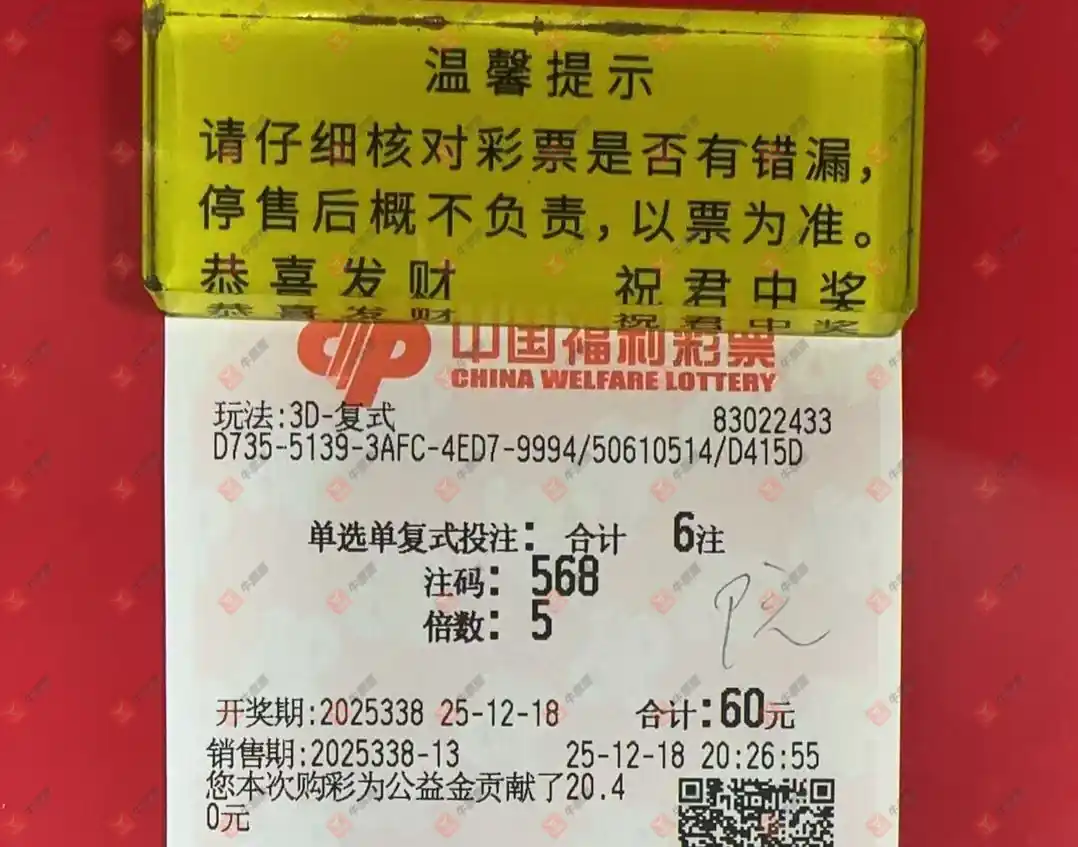 温馨提示
请仔细核对彩票是否有错漏,
停售后概不负责,以票为准。
恭喜发财 祝君中奖
中国福利彩票
CHINA WELFARE LOTTERY
玩法:3D-复式 83022433
D735-5139-3AFC-4ED7-9994/50610514/D415D
单选单复式投注: 合计 6注
注码: 568
倍数: 5
开奖期:2025338 25-12-18 合计:60元
销售期:2025338-13 25-12-18 20:26:55
您本次购彩为公益金贡献了20.4
0元